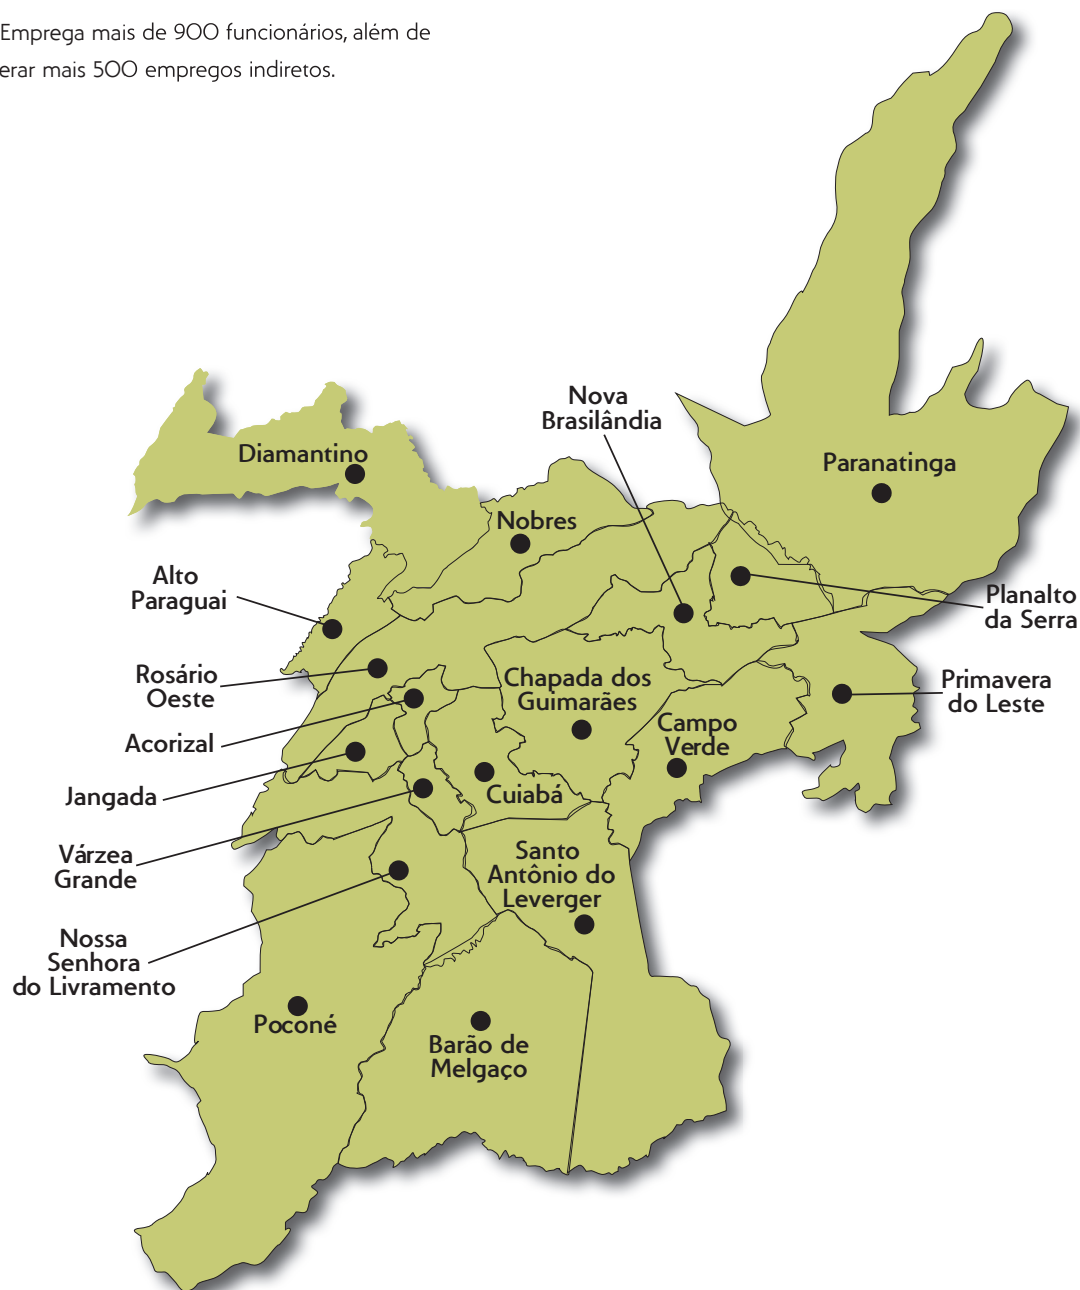 Emprega mais de 900 funcionários, além de
erar mais 500 empregos indiretos.
Nova
Brasilândia
Diamantino
Paranatinga
Nobres
Alto
Paraguai
Planalto
da Serra
Rosário
Oeste
Chapada dos
Guimarães
Primavera
do Leste
Campo
Verde
Acorizal
Jangada
Cuiabá
Várzea
Grande
Santo
Antônio do
Leverger
Nossa
Senhora
do Livramento
Poconé
Barão de
Melgaço